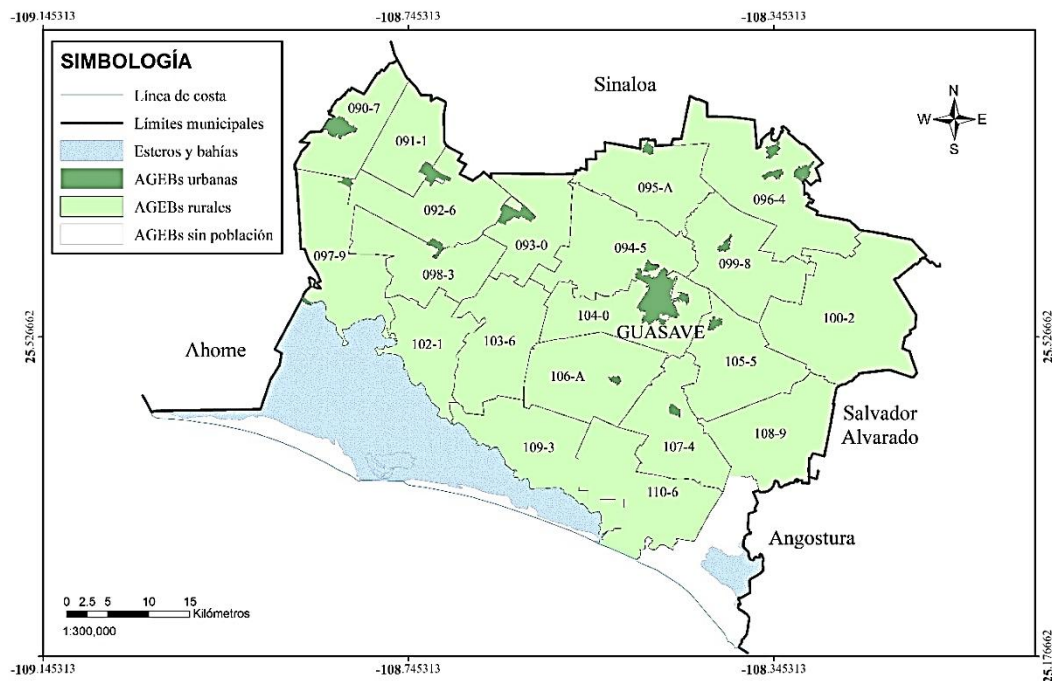 -109.145313
-108.745313
-108.345313
SIMBOLOGÍA
Línea de costa
Límites municipales
Esteros y bahías
AGEBs urbanas
AGEBs rurales
AGEBs sin población
Sinaloa
N
W E
S
090-7
091-1
095-A
096-4
092-6
093-0
094-5
097-9
098-3
099-8
104-0
GUASAVE
100-2
25.526662
25.526662
Ahome
102-1
103-6
105-5
106-A
Salvador
Alvarado
109-3
107-4
108-9
110-6
Angostura
0 2.5 5 10 15
Kilómetros
1:300,000
25.176662
-109.145313
-108.745313
-108.345313